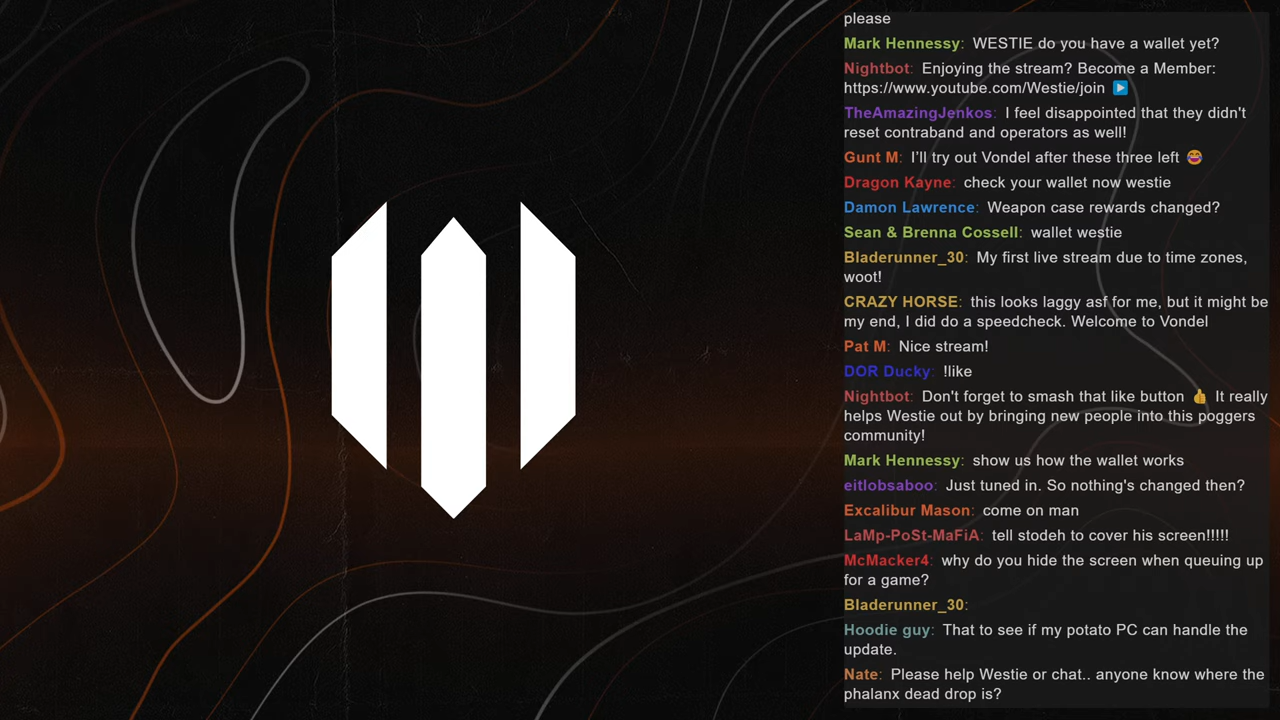 please
Mark Hennessy: WESTIE do you have a wallet yet?
Nightbot: Enjoying the stream? Become a Member:
https://www.youtube.com/Westie/join ▶️
TheAmazingJenkos: I feel disappointed that they didn't
reset contraband and operators as well!
Gunt M: I'll try out Vondel after these three left 😂
Dragon Kayne: check your wallet now westie
Damon Lawrence: Weapon case rewards changed?
Sean & Brenna Cossell: wallet westie
Bladerunner_30: My first live stream due to time zones,
woot!
CRAZY HORSE: this looks laggy asf for me, but it might be
my end, I did do a speedcheck. Welcome to Vondel
Pat M: Nice stream!
DOR Ducky: !like
Nightbot: Don't forget to smash that like button 👍 It really
helps Westie out by bringing new people into this poggers
community!
Mark Hennessy: show us how the wallet works
eitlobsaboo: Just tuned in. So nothing's changed then?
Excalibur Mason: come on man
LaMp-PoSt-MaFiA: tell stodeh to cover his screen!!!!!
McMacker4: why do you hide the screen when queuing up
for a game?
Bladerunner_30:
Hoodie guy: That to see if my potato PC can handle the
update.
Nate: Please help Westie or chat.. anyone know where the
phalanx dead drop is?